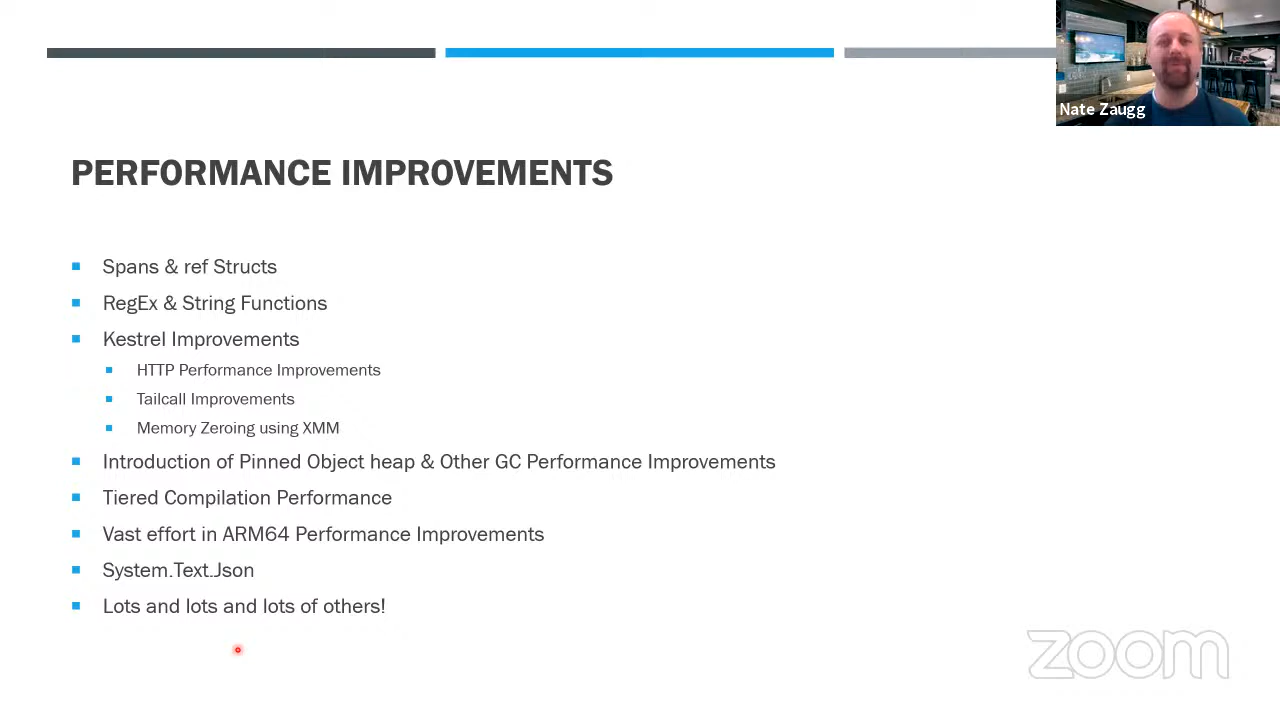 Nate Zaugg
PERFORMANCE IMPROVEMENTS
Spans & ref Structs
RegEx & String Functions
Kestrel Improvements
HTTP Performance Improvements
Tailcall Improvements
Memory Zeroing using XMM
Introduction of Pinned Object heap & Other GC Performance Improvements
Tiered Compilation Performance
Vast effort in ARM64 Performance Improvements
System.Text.Json
Lots and lots and lots of others!
zoom